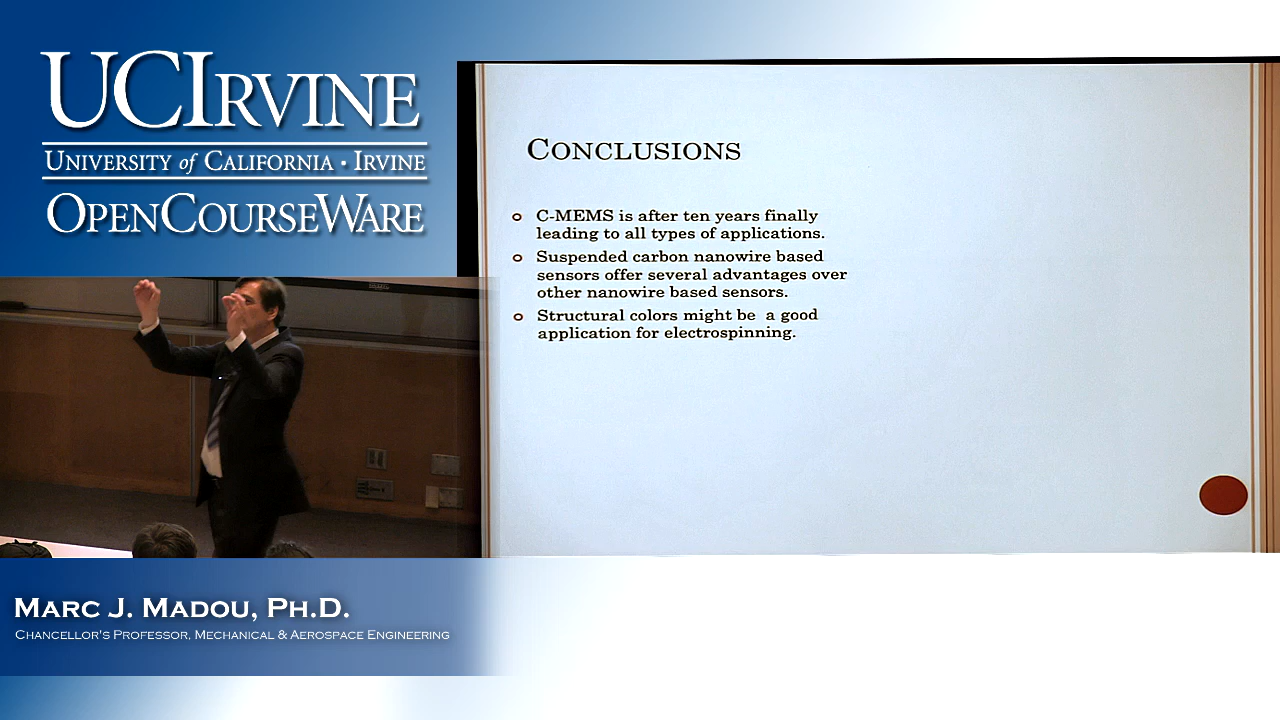 UCIRVINE
UNIVERSITY of CALIFORNIA · IRVINE
OPENCOURSEWARE
CONCLUSIONS
C-MEMS is after ten years finally
leading to all types of applications.
Suspended carbon nanowire based
sensors offer several advantages over
other nanowire based sensors.
Structural colors might be a good
application for electrospinning.
MARC J. MADOU, PH.D.
CHANCELLOR'S PROFESSOR, MECHANICAL & AEROSPACE ENGINEERING